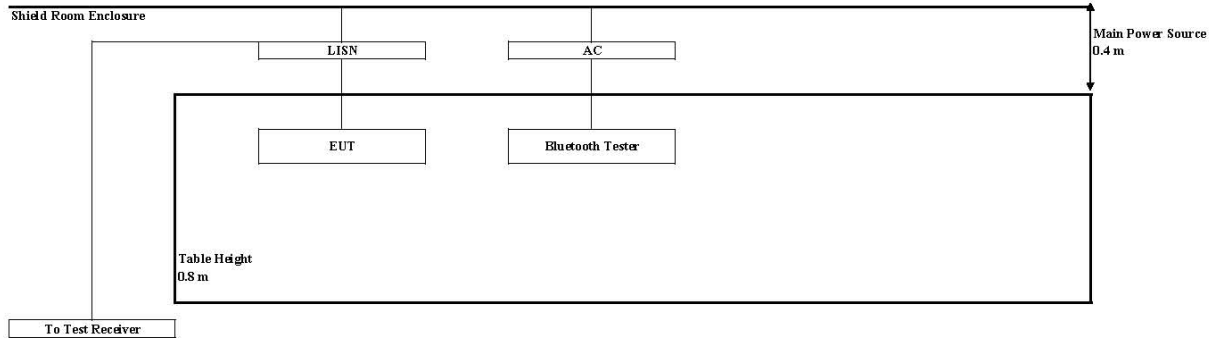 Shield Room Enclosure
Main Power Source
0.4 m
LISN
AC
EUT
Bluetooth Tester
Table Height
0.8 m
To Test Receiver